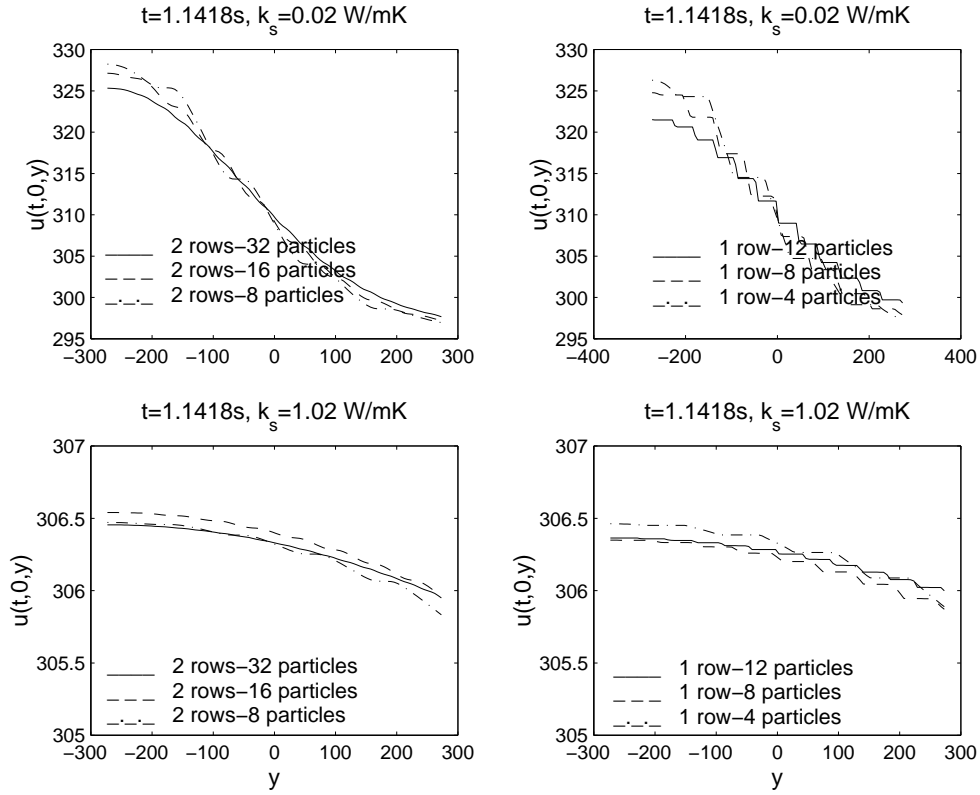 t=1.1418s, k_s=0.02 W/mK
330
325
320
315
310
305
300
295
u(t,0,y)
2 rows−32 particles
2 rows−16 particles
2 rows−8 particles
−300 −200 −100 0 100 200 300
t=1.1418s, k_s=0.02 W/mK
330
325
320
315
310
305
300
295
u(t,0,y)
1 row−12 particles
1 row−8 particles
1 row−4 particles
−400 −200 0 200 400
t=1.1418s, k_s=1.02 W/mK
307
306.5
306
305.5
305
u(t,0,y)
2 rows−32 particles
2 rows−16 particles
2 rows−8 particles
−300 −200 −100 0 100 200 300
y
t=1.1418s, k_s=1.02 W/mK
307
306.5
306
305.5
305
u(t,0,y)
1 row−12 particles
1 row−8 particles
1 row−4 particles
−300 −200 −100 0 100 200 300
y